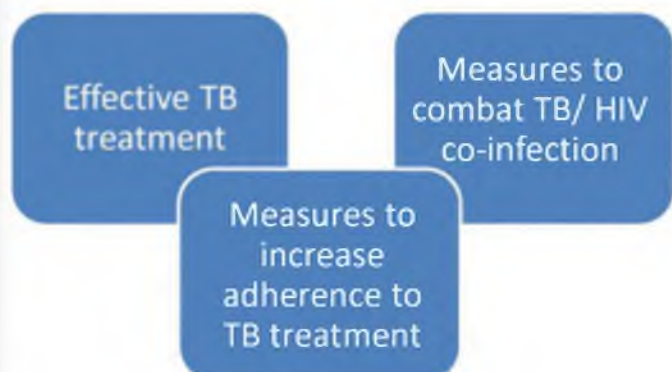 Effective TB
treatment
Measures to
combat TB/ HIV
co-infection
Measures to
increase
adherence to
TB treatment